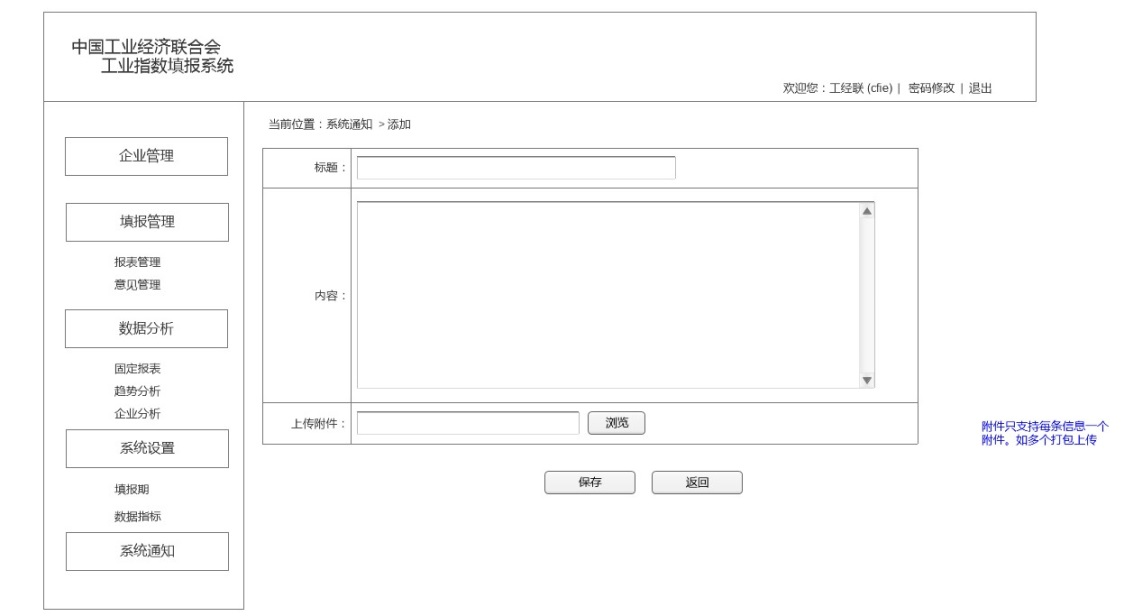 中国工业经济联合会
工业指数填报系统
欢迎您：工经联 (cfie) | 密码修改 | 退出
当前位置：系统通知 > 添加
企业管理
填报管理
报表管理
意见管理
数据分析
固定报表
趋势分析
企业分析
系统设置
填报期
数据指标
系统通知
标题：
内容：
上传附件：
浏览
附件只支持每条信息一个
附件。如多个打包上传
保存
返回